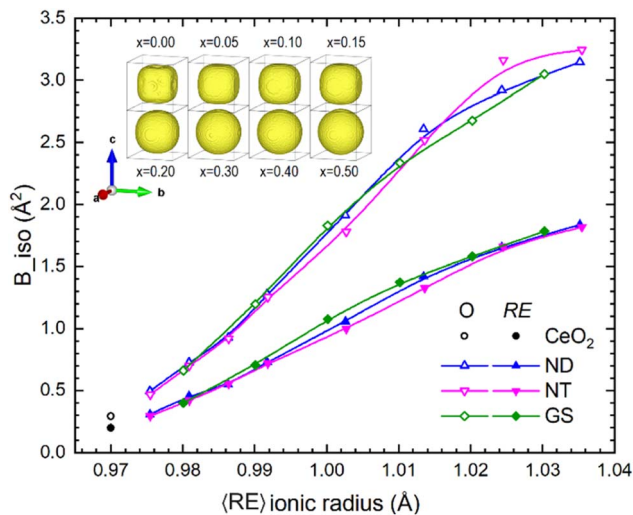 x=0.00 x=0.05 x=0.10 x=0.15
x=0.20 x=0.30 x=0.40 x=0.50
c
a
b
B_iso (Å²)
3.5
3.0
2.5
2.0
1.5
1.0
0.5
0.0
O RE
CeO₂
ND
NT
GS
0.97 0.98 0.99 1.00 1.01 1.02 1.03 1.04
⟨RE⟩ ionic radius (Å)